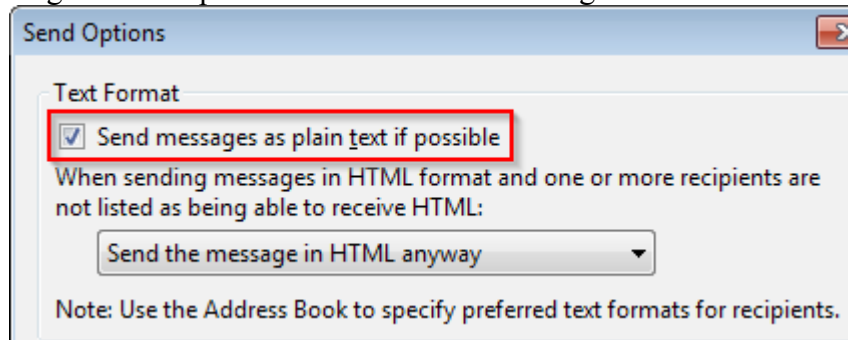 Send Options
Text Format
Send messages as plain text if possible
When sending messages in HTML format and one or more recipients are
not listed as being able to receive HTML:
Send the message in HTML anyway
Note: Use the Address Book to specify preferred text formats for recipients.